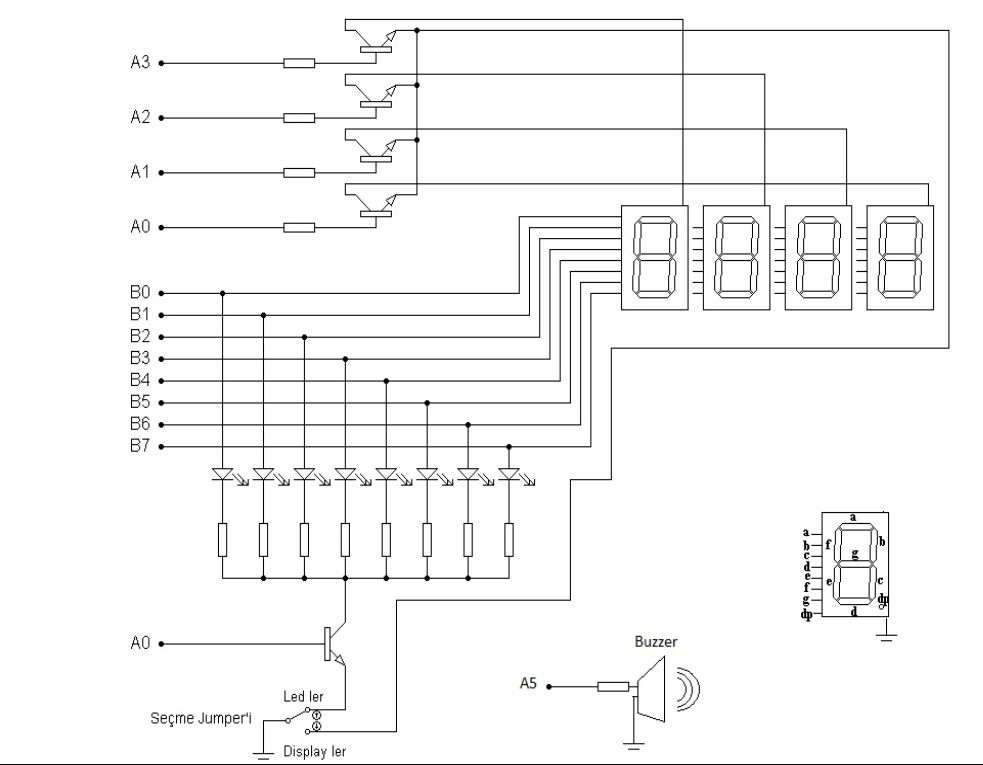 A3
A2
A1
A0
B0
B1
B2
B3
B4
B5
B6
B7
a
a
b
f
b
c
g
d
e
e
c
f
g
dp
dp
d
A0
Buzzer
A5
Led ler
Seçme Jumper'i
Display ler